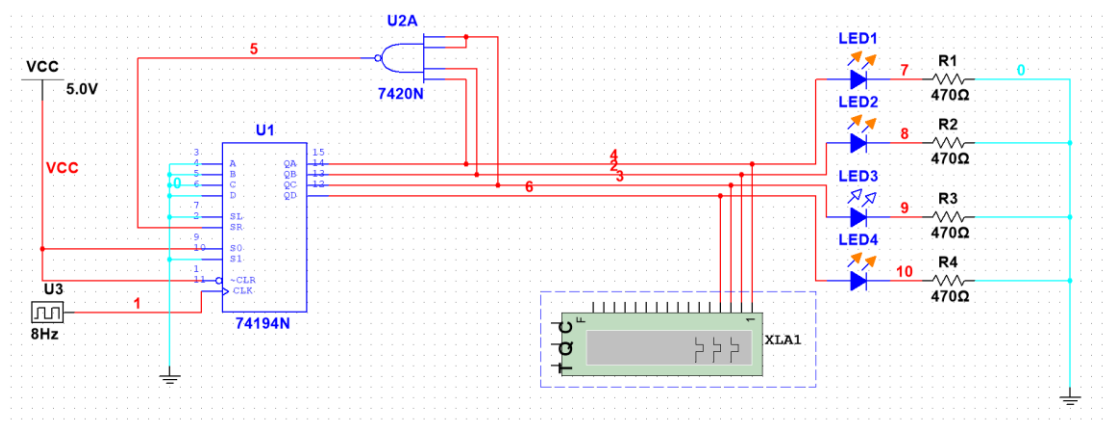 U2A
5
7420N
VCC
5.0V
VCC
U1
3
4
5
6
7
2
9
10
1
11
A
B
C
D
SL
SR
S0
S1
~CLR
CLK
QA
QB
QC
QD
15
14
13
12
0
74194N
U3
8Hz
1
4
2
3
6
LED1
7
R1
470Ω
0
LED2
8
R2
470Ω
LED3
9
R3
470Ω
LED4
10
R4
470Ω
F
1
C
Q
T
XLA1